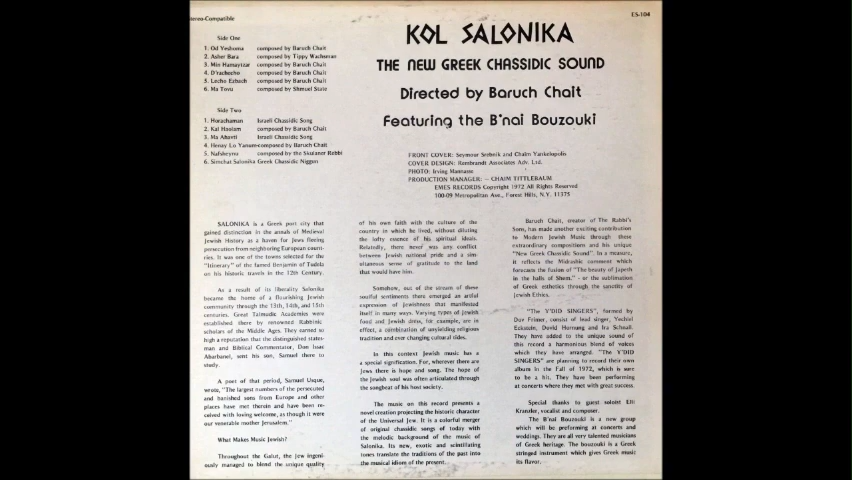 Stereo-Compatible
ES-104
KOL SALONIKA
THE NEW GREEK CHASSIDIC SOUND
Directed by Baruch Chait
Featuring the B'nai Bouzouki
Side One
1. Od Yeshoma composed by Baruch Chait
2. Asher Bara composed by Tippy Wachsman
3. Min Hamaytzar composed by Baruch Chait
4. D'rachecho composed by Baruch Chait
5. Lecho Ezbach composed by Baruch Chait
6. Ma Tovu composed by Shmuel State
Side Two
1. Horachaman Israeli Chassidic Song
2. Kal Haolam composed by Baruch Chait
3. Ma Ahavti Israeli Chassidic Song
4. Henay Lo Yanum-composed by Baruch Chait
5. Nafsheynu composed by the Skulaner Rebbi
6. Simchat Salonika Greek Chassidic Niggun
FRONT COVER: Seymour Srebnik and Chaim Yankelopolis
COVER DESIGN: Rembrandt Associates Adv. Ltd.
PHOTO: Irving Mannasse
PRODUCTION MANAGER: - CHAIM TITTLEBAUM
EMES RECORDS Copyright 1972 All Rights Reserved
100-09 Metropolitan Ave., Forest Hills, N.Y. 11375
SALONIKA is a Greek port city that
gained distinction in the annals of Medieval
Jewish History as a haven for Jews fleeing
persecution from neighboring European coun-
tries. It was one of the towns selected for the
"Itinerary" of the famed Benjamin of Tudela
on his historic travels in the 12th Century.
As a result of its liberality Salonika
became the home of a flourishing Jewish
community through the 13th, 14th, and 15th
centuries. Great Talmudic Academies were
established there by renowned Rabbinic
scholars of the Middle Ages. They earned so
high a reputation that the distinguished states-
man and Biblical Commentator, Don Isaac
Abarbanel, sent his son, Samuel there to
study.
A poet of that period, Samuel Usque,
wrote, "The largest numbers of the persecuted
and banished sons from Europe and other
places have met therein and have been re-
ceived with loving welcome, as though it were
our venerable mother Jerusalem."
What Makes Music Jewish?
Throughout the Galut, the Jew ingeni-
ously managed to blend the unique quality
of his own faith with the culture of the
country in which he lived, without diluting
the lofty essence of his spiritual ideals.
Relatedly, there never was any conflict
between Jewish national pride and a sim-
ultaneous sense of gratitude to the land
that would have him.
Somehow, out of the stream of these
soulful sentiments there emerged an artful
expression of Jewishness that manifested
itself in many ways. Varying types of Jewish
food and Jewish dress, for example, are in
effect, a combination of unyielding religious
tradition and ever changing cultural tides.
In this context Jewish music has a
a special signification. For, wherever there are
Jews there is hope and song. The hope of
the Jewish soul was often articulated through
the songbeat of his host society.
The music on this record presents a
novel creation projecting the historic character
of the Universal Jew. It is a colorful merger
of original chassidic songs of today with
the melodic background of the music of
Salonika. Its new, exotic and scintillating
tones translate the traditions of the past into
the musical idiom of the present.
Baruch Chait, creator of The Rabbi's
Sons, has made another exciting contribution
to Modern Jewish Music through these
extraordinary compositions and his unique
"New Greek Chassidic Sound". In a measure,
it reflects the Midrashic comment which
forecasts the fusion of "The beauty of Japeth
in the halls of Shem." - or the sublimation
of Greek esthetics through the sanctity of
Jewish Ethics.
"The Y'DID SINGERS", formed by
Dov Frimer, consist of lead singer, Yechiel
Eckstein, David Hornung and Ira Schnall.
They have added to the unique sound of
this record a harmonious blend of voices
which they have arranged. "The Y'DID
SINGERS" are planning to record their own
album in the Fall of 1972, which is sure
to be a hit. They have been performing
at concerts where they met with great success.
Special thanks to guest soloist Elli
Kranzler, vocalist and composer.
The B'nai Bouzouki is a new group
which will be preforming at concerts and
weddings. They are all very talented musicians
of Greek heritage. The bouzouki is a Greek
stringed instrument which gives Greek music
its flavor.